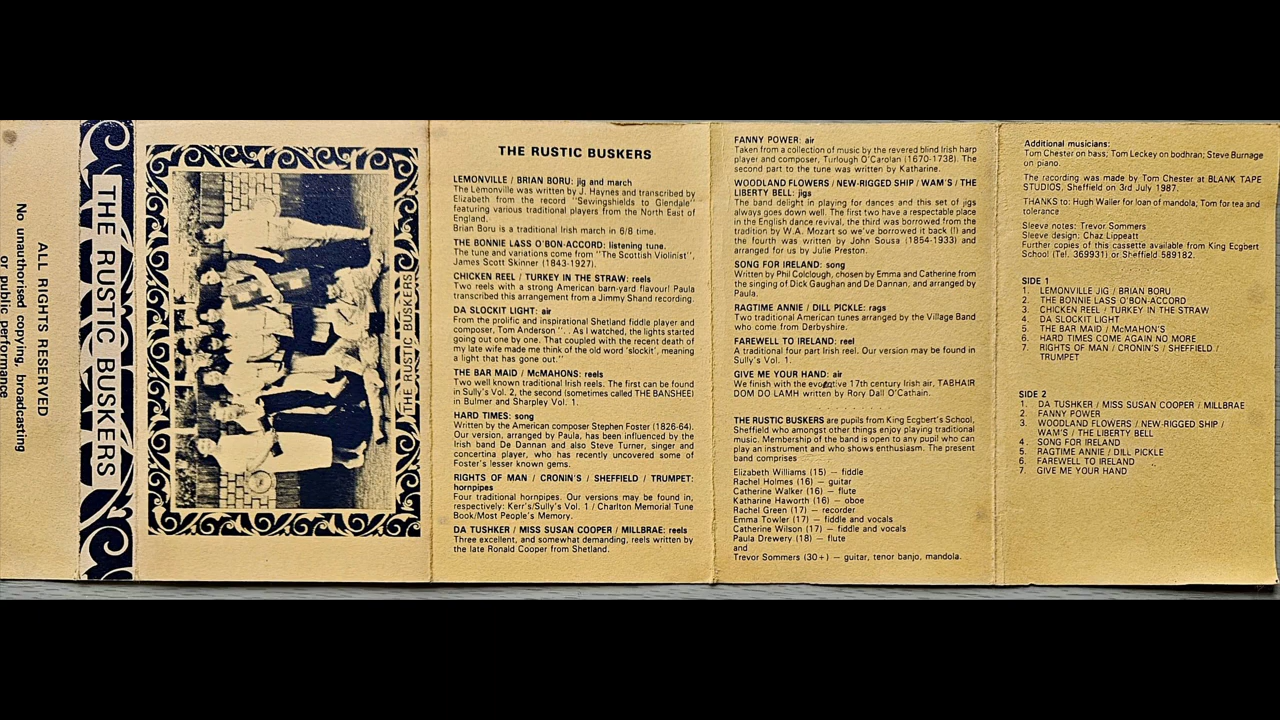 ALL RIGHTS RESERVED
No unauthorised copying, broadcasting
or public performance
THE RUSTIC BUSKERS
THE RUSTIC BUSKERS
THE RUSTIC BUSKERS
LEMONVILLE / BRIAN BORU: jig and march
The Lemonville was written by J. Haynes and transcribed by
Elizabeth from the record "Sewingshields to Glendale"
featuring various traditional players from the North East of
England.
Brian Boru is a traditional Irish march in 6/8 time.
THE BONNIE LASS O'BON-ACCORD: listening tune.
The tune and variations come from "The Scottish Violinist",
James Scott Skinner (1843-1927).
CHICKEN REEL / TURKEY IN THE STRAW: reels
Two reels with a strong American barn-yard flavour! Paula
transcribed this arrangement from a Jimmy Shand recording.
DA SLOCKIT LIGHT: air
From the prolific and inspirational Shetland fiddle player and
composer, Tom Anderson ". . . As I watched, the lights started
going out one by one. That coupled with the recent death of
my late wife made me think of the old word 'slockit', meaning
a light that has gone out."
THE BAR MAID / McMAHONS: reels
Two well known traditional Irish reels. The first can be found
in Sully's Vol. 2, the second (sometimes called THE BANSHEE)
in Bulmer and Sharpley Vol. 1.
HARD TIMES: song
Written by the American composer Stephen Foster (1826-64).
Our version, arranged by Paula, has been influenced by the
Irish band De Dannan and also Steve Turner, singer and
concertina player, who has recently uncovered some of
Foster's lesser known gems.
RIGHTS OF MAN / CRONIN'S / SHEFFIELD / TRUMPET:
hornpipes
Four traditional hornpipes. Our versions may be found in,
respectively: Kerr's/Sully's Vol. 1 / Charlton Memorial Tune
Book/Most People's Memory.
DA TUSHKER / MISS SUSAN COOPER / MILLBRAE: reels
Three excellent, and somewhat demanding, reels written by
the late Ronald Cooper from Shetland.
FANNY POWER: air
Taken from a collection of music by the revered blind Irish harp
player and composer, Turlough O'Carolan (1670-1738). The
second part to the tune was written by Katharine.
WOODLAND FLOWERS / NEW-RIGGED SHIP / WAM'S / THE
LIBERTY BELL: jigs
The band delight in playing for dances and this set of jigs
always goes down well. The first two have a respectable place
in the English dance revival, the third was borrowed from the
tradition by W.A. Mozart so we've borrowed it back (!) and
the fourth was written by John Sousa (1854-1933) and
arranged for us by Julie Preston.
SONG FOR IRELAND: song
Written by Phil Colclough, chosen by Emma and Catherine from
the singing of Dick Gaughan and De Dannan, and arranged by
Paula.
RAGTIME ANNIE / DILL PICKLE: rags
Two traditional American tunes arranged by the Village Band
who come from Derbyshire.
FAREWELL TO IRELAND: reel
A traditional four part Irish reel. Our version may be found in
Sully's Vol. 1.
GIVE ME YOUR HAND: air
We finish with the evocative 17th century Irish air, TABHAIR
DOM DO LAMH written by Rory Dall O'Cathain.
THE RUSTIC BUSKERS are pupils from King Ecgbert's School,
Sheffield who amongst other things enjoy playing traditional
music. Membership of the band is open to any pupil who can
play an instrument and who shows enthusiasm. The present
band comprises
Elizabeth Williams (15) — fiddle
Rachel Holmes (16) — guitar
Catherine Walker (16) — flute
Katharine Haworth (16) — oboe
Rachel Green (17) — recorder
Emma Towler (17) — fiddle and vocals
Catherine Wilson (17) — fiddle and vocals
Paula Drewery (18) — flute
and
Trevor Sommers (30+) — guitar, tenor banjo, mandola.
Additional musicians:
Tom Chester on bass; Tom Leckey on bodhran; Steve Burnage
on piano.
The recording was made by Tom Chester at BLANK TAPE
STUDIOS, Sheffield on 3rd July 1987.
THANKS to: Hugh Waller for loan of mandola; Tom for tea and
tolerance
Sleeve notes: Trevor Sommers
Sleeve design: Chaz Lippeatt
Further copies of this cassette available from King Ecgbert
School (Tel. 369931) or Sheffield 589182.
SIDE 1
1. LEMONVILLE JIG / BRIAN BORU
2. THE BONNIE LASS O'BON-ACCORD
3. CHICKEN REEL / TURKEY IN THE STRAW
4. DA SLOCKIT LIGHT
5. THE BAR MAID / McMAHON'S
6. HARD TIMES COME AGAIN NO MORE
7. RIGHTS OF MAN / CRONIN'S / SHEFFIELD /
TRUMPET
SIDE 2
1. DA TUSHKER / MISS SUSAN COOPER / MILLBRAE
2. FANNY POWER
3. WOODLAND FLOWERS / NEW-RIGGED SHIP /
WAM'S / THE LIBERTY BELL
4. SONG FOR IRELAND
5. RAGTIME ANNIE / DILL PICKLE
6. FAREWELL TO IRELAND
7. GIVE ME YOUR HAND